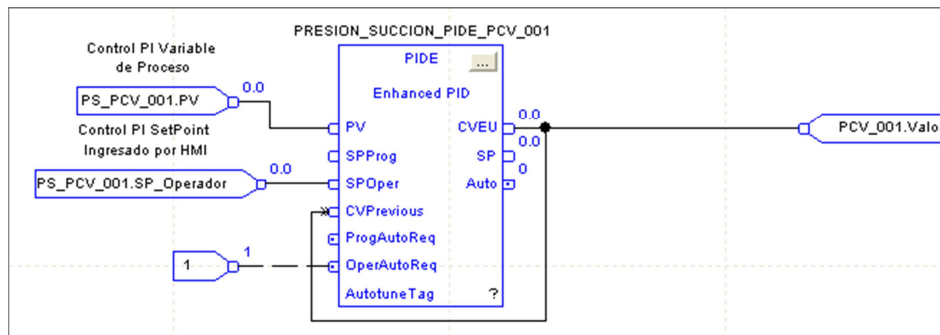 PRESION_SUCCION_PIDE_PCV_001
Control PI Variable
de Proceso
PIDE
...
0.0
Enhanced PID
PS_PCV_001.PV
0.0
PV
CVEU
PCV_001.Valo
Control PI SetPoint
Ingresado por HMI
0.0
SPProg
SP
0.0
0
PS_PCV_001.SP_Operador
SPOper
Auto
CVPrevious
ProgAutoReq
1
1
OperAutoReq
AutotuneTag
?